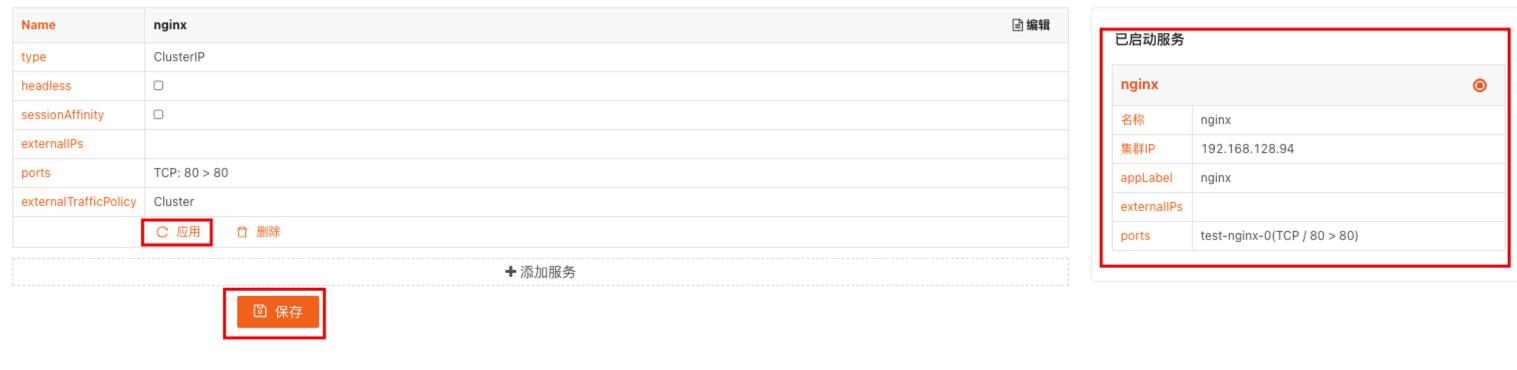 Name nginx 编辑
type ClusterIP
headless
sessionAffinity
externalIPs
ports TCP: 80 > 80
externalTrafficPolicy Cluster
应用 删除
添加服务
保存
已启动服务
nginx
名称 nginx
集群IP 192.168.128.94
appLabel nginx
externalIPs
ports test-nginx-0(TCP / 80 > 80)